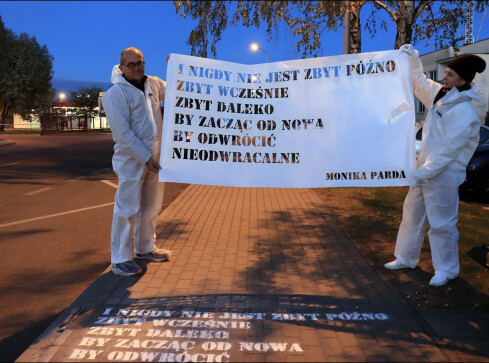 I NIGDY NIE JEST ZBYT PÓŹNO
ZBYT WCZEŚNIE
ZBYT DALEKO
BY ZACZĄĆ OD NOWA
BY ODWRÓCIĆ
NIEODWRACALNE
MONIKA PARDA
I NIGDY NIE JEST ZBYT PÓŹNO
ZBYT WCZEŚNIE
ZBYT DALEKO
BY ZACZĄĆ OD NOWA
BY ODWRÓCIĆ